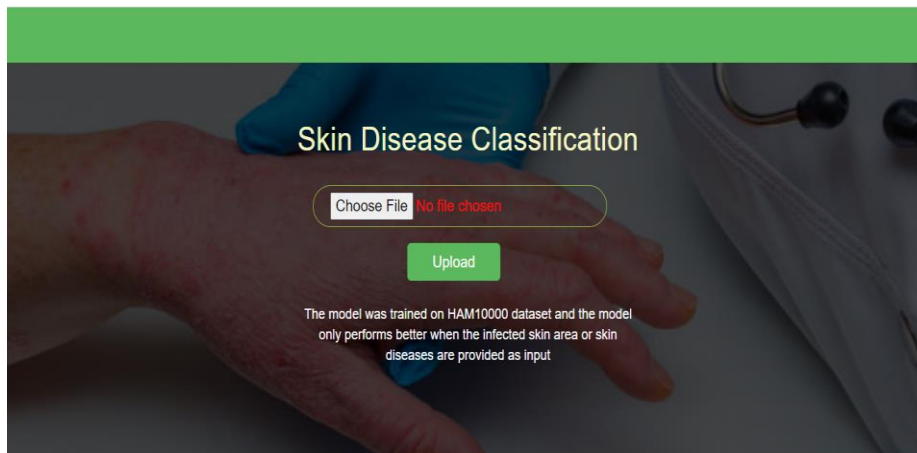 Skin Disease Classification
Choose File No file chosen
Upload
The model was trained on HAM10000 dataset and the model
only performs better when the infected skin area or skin
diseases are provided as input